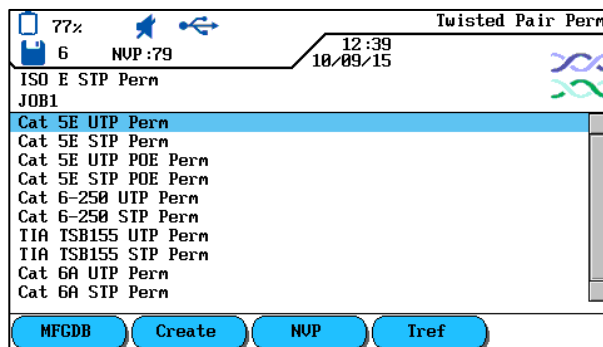 77% Twisted Pair Perm
6 NVP:79 12:39
10/09/15
ISO E STP Perm
JOB1
Cat 5E UTP Perm
Cat 5E STP Perm
Cat 5E UTP POE Perm
Cat 5E STP POE Perm
Cat 6-250 UTP Perm
Cat 6-250 STP Perm
TIA TSB155 UTP Perm
TIA TSB155 STP Perm
Cat 6A UTP Perm
Cat 6A STP Perm
MFGDB Create NVP Tref